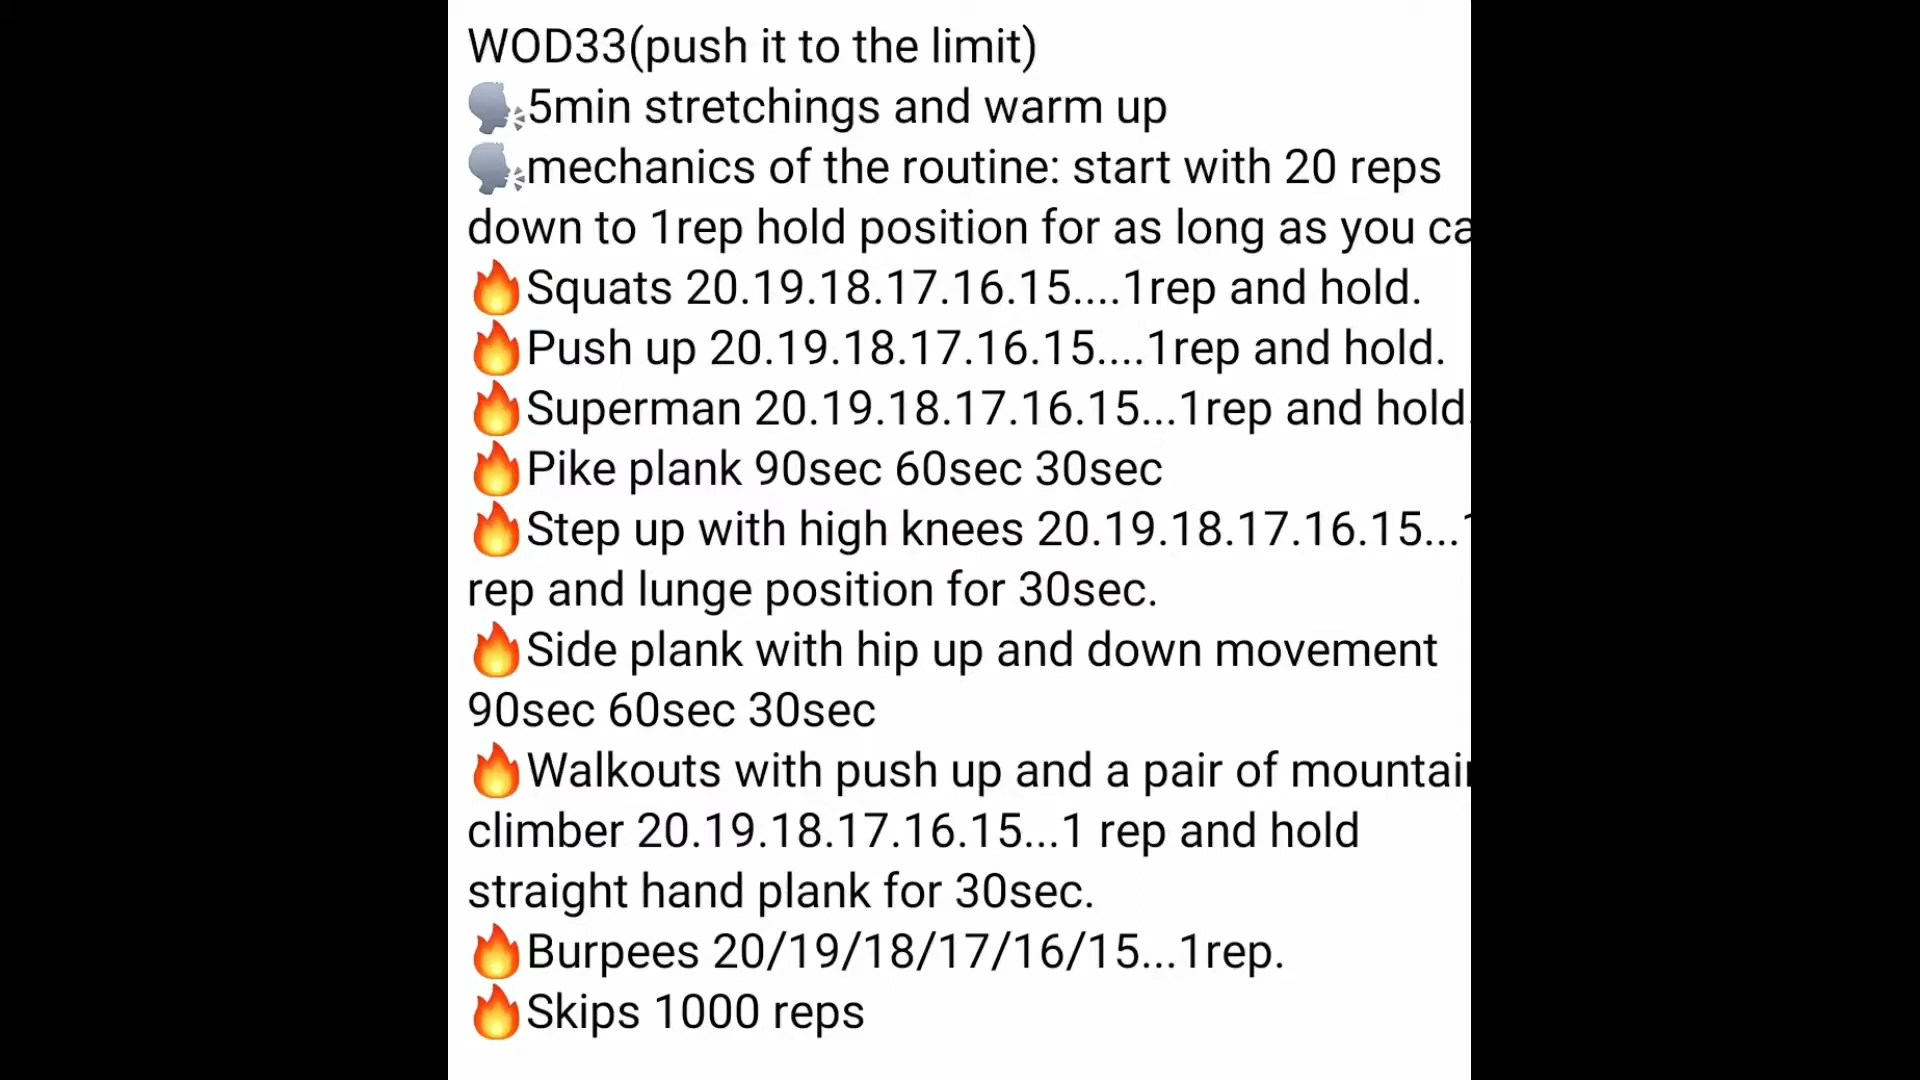 WOD33(push it to the limit)
🗣5min stretchings and warm up
🗣mechanics of the routine: start with 20 reps
down to 1rep hold position for as long as you ca
🔥Squats 20.19.18.17.16.15....1rep and hold.
🔥Push up 20.19.18.17.16.15....1rep and hold.
🔥Superman 20.19.18.17.16.15...1rep and hold.
🔥Pike plank 90sec 60sec 30sec
🔥Step up with high knees 20.19.18.17.16.15...1
rep and lunge position for 30sec.
🔥Side plank with hip up and down movement
90sec 60sec 30sec
🔥Walkouts with push up and a pair of mountain
climber 20.19.18.17.16.15...1 rep and hold
straight hand plank for 30sec.
🔥Burpees 20/19/18/17/16/15...1rep.
🔥Skips 1000 reps